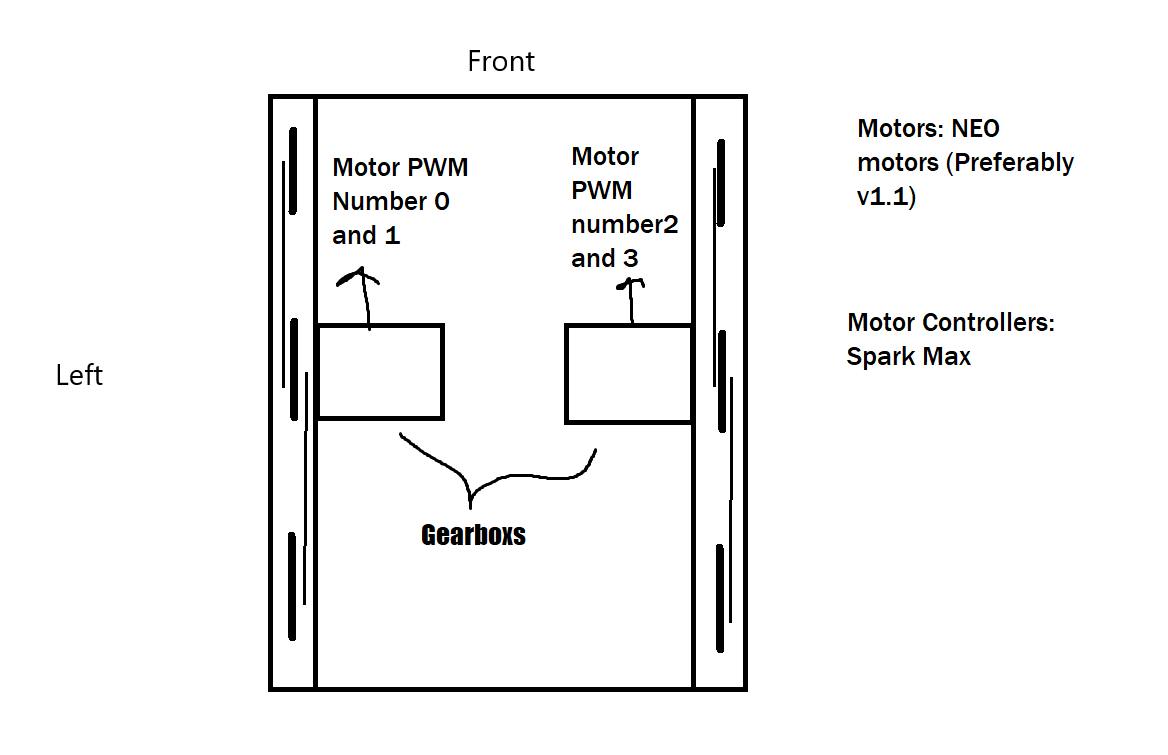 Front
Motor PWM
Number 0
and 1
Motor
PWM
number2
and 3
Motors: NEO
motors (Preferably
v1.1)
Left
Motor Controllers:
Spark Max
Gearboxs